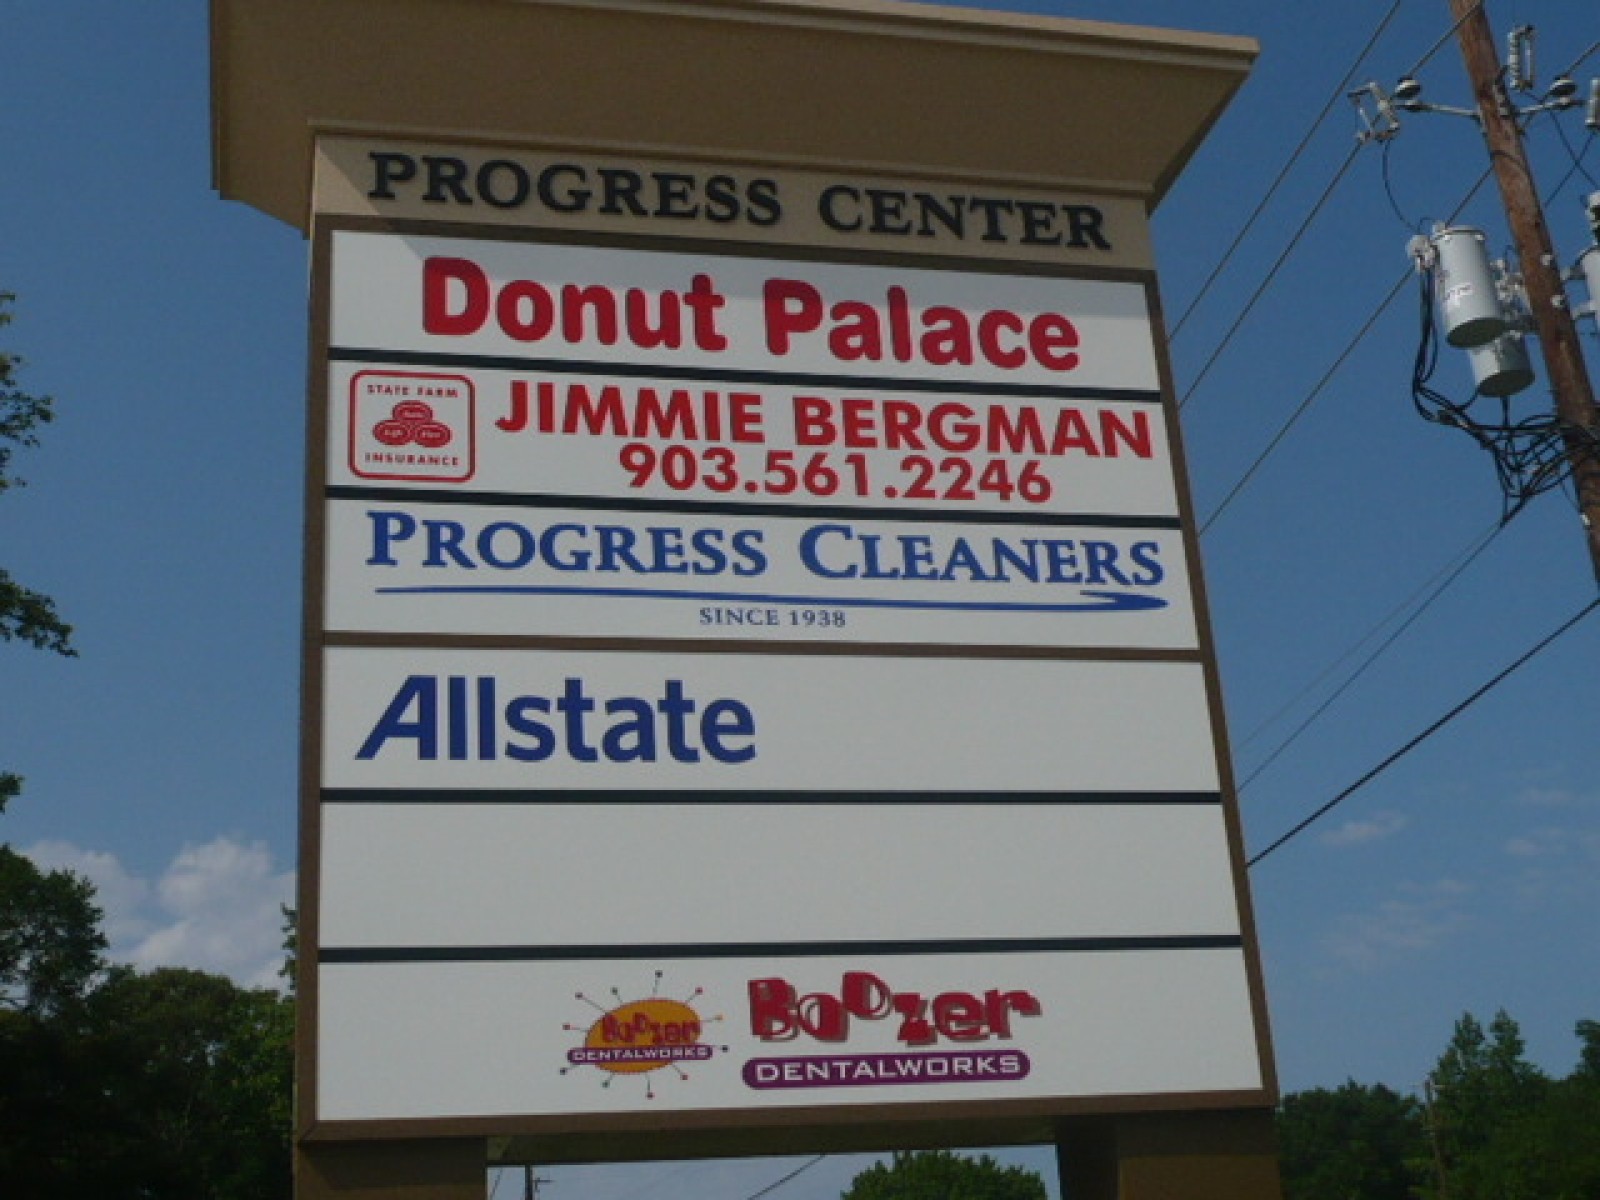 PROGRESS CENTER
Donut Palace
STATE FARM
INSURANCE
JIMMIE BERGMAN
903.561.2246
PROGRESS CLEANERS
SINCE 1938
Allstate
BOOZER
DENTALWORKS
BOOZER
DENTALWORKS